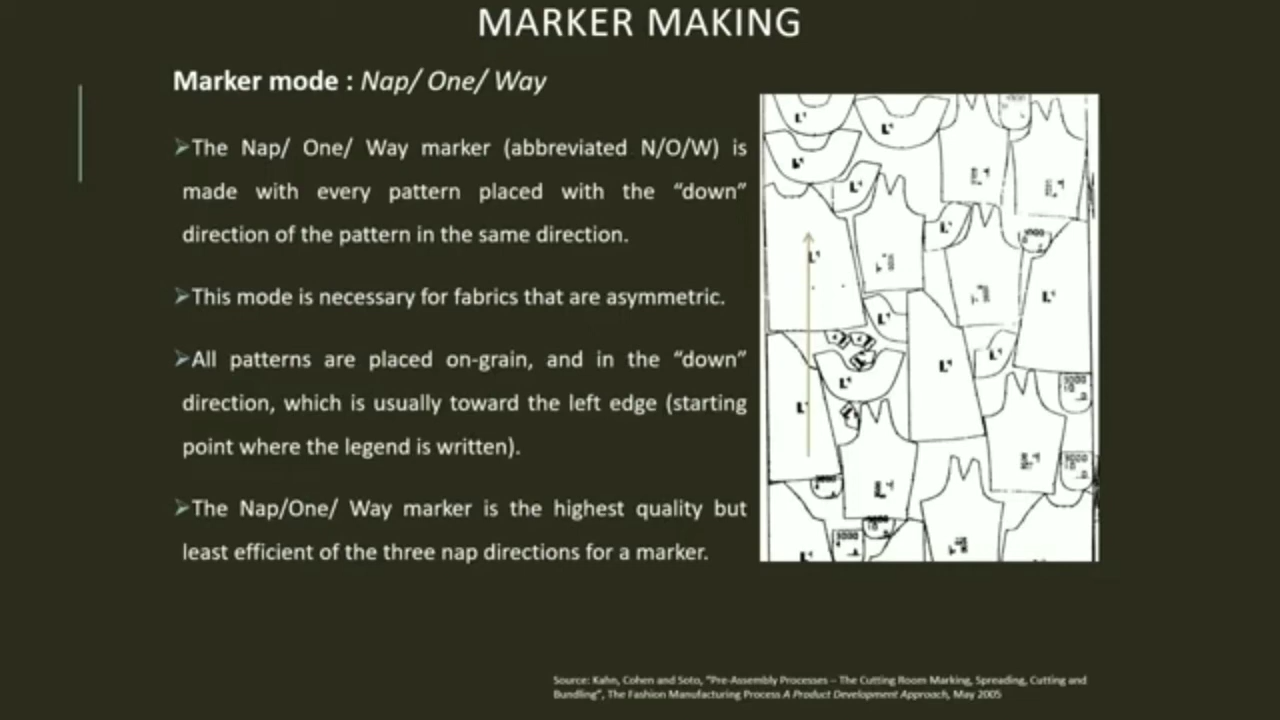 MARKER MAKING
Marker mode : Nap/ One/ Way
➢The Nap/ One/ Way marker (abbreviated N/O/W) is
made with every pattern placed with the “down”
direction of the pattern in the same direction.
➢This mode is necessary for fabrics that are asymmetric.
➢All patterns are placed on-grain, and in the “down”
direction, which is usually toward the left edge (starting
point where the legend is written).
➢The Nap/One/ Way marker is the highest quality but
least efficient of the three nap directions for a marker.
Source: Kahn, Cohen and Soto, “Pre-Assembly Processes – The Cutting Room Marking, Spreading, Cutting and
Bundling”, The Fashion Manufacturing Process A Product Development Approach, May 2005